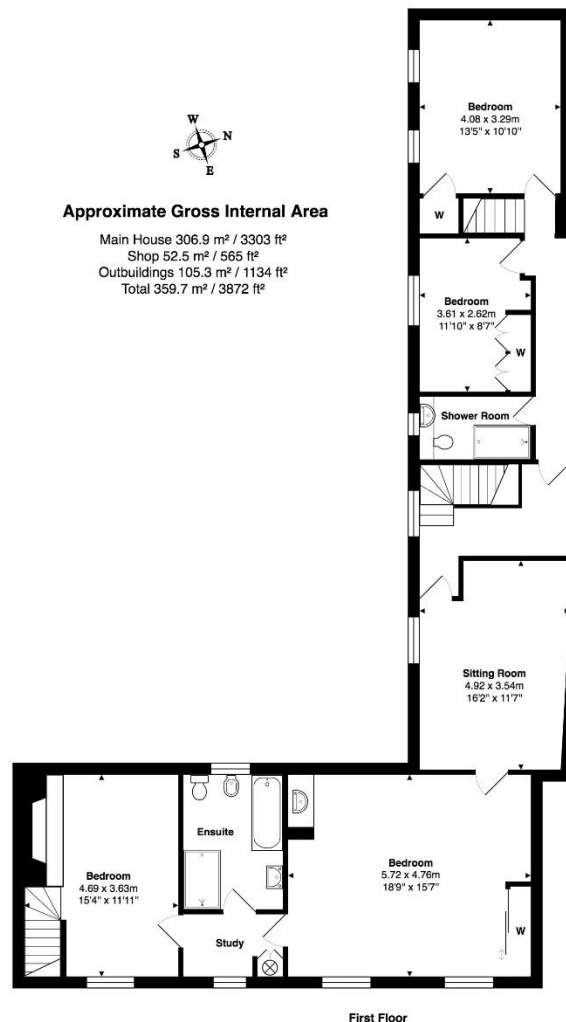 W
N
S
E
Approximate Gross Internal Area
Main House 306.9 m² / 3303 ft²
Shop 52.5 m² / 565 ft²
Outbuildings 105.3 m² / 1134 ft²
Total 359.7 m² / 3872 ft²
Bedroom
4.08 x 3.29m
13'5" x 10'10"
W
Bedroom
3.61 x 2.62m
11'10" x 8'7"
W
Shower Room
Sitting Room
4.92 x 3.54m
16'2" x 11'7"
Ensuite
Bedroom
4.69 x 3.63m
15'4" x 11'11"
Bedroom
5.72 x 4.76m
18'9" x 15'7"
Study
W
First Floor